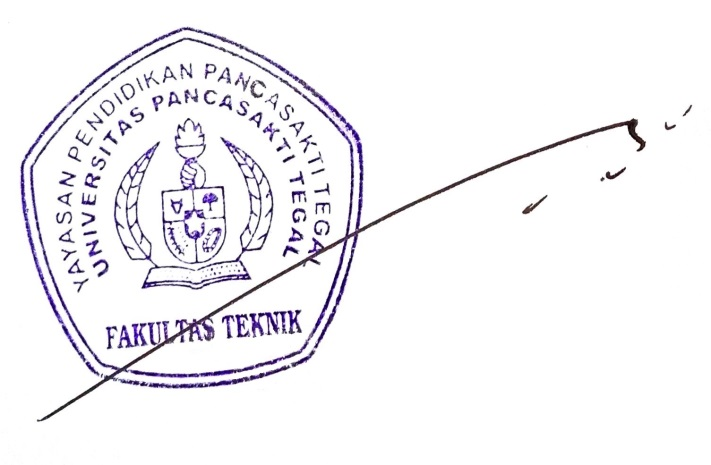 YAYASAN PENDIDIKAN PANCASAKTI TEGAL
UNIVERSITAS PANCASAKTI TEGAL
FAKULTAS TEKNIK